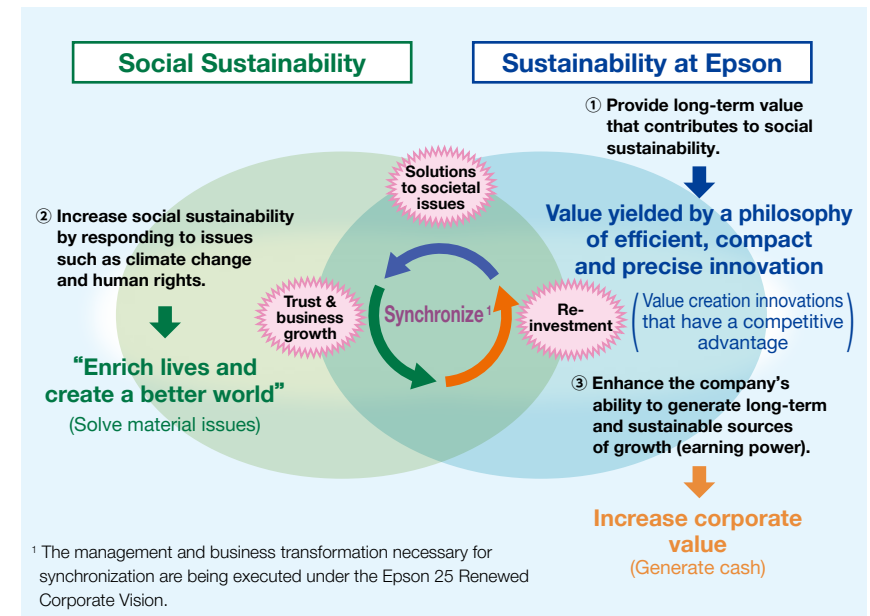 Social Sustainability
Sustainability at Epson
① Provide long-term value
that contributes to social
sustainability.
Value yielded by a philosophy
of efficient, compact
and precise innovation
(Value creation innovations
that have a competitive
advantage)
② Increase social sustainability
by responding to issues
such as climate change
and human rights.
“Enrich lives and
create a better world”
(Solve material issues)
Solutions
to societal
issues
Trust &
business
growth
Synchronize 1
Re-
investment
③ Enhance the company’s
ability to generate long-term
and sustainable sources
of growth (earning power).
Increase corporate
value
(Generate cash)
1 The management and business transformation necessary for
synchronization are being executed under the Epson 25 Renewed
Corporate Vision.